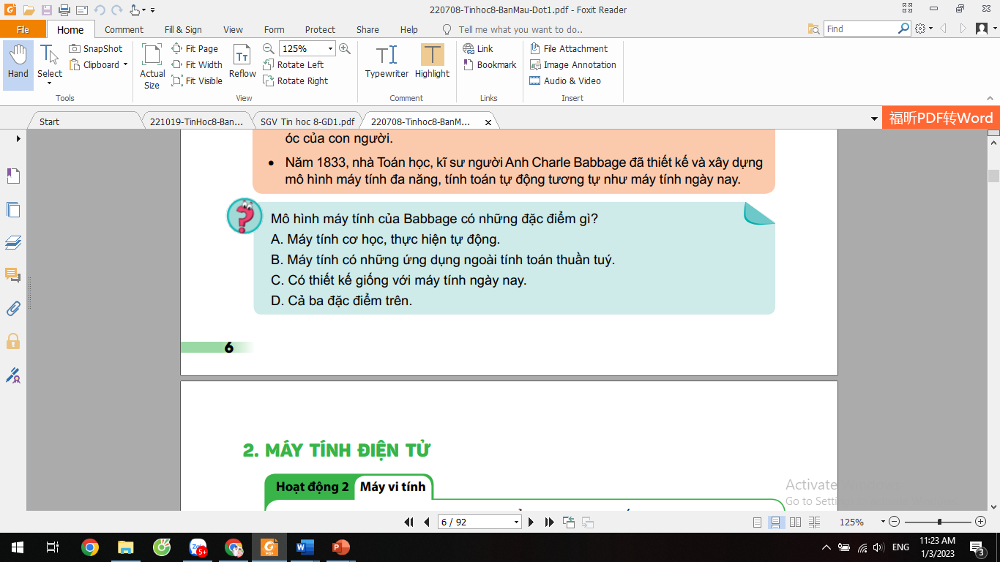 220708-Tinhoc8-BanMau-Dot1.pdf - Foxit Reader
File Home Comment Fill & Sign View Form Protect Share Help Tell me what you want to do.. Find
Hand
Select
SnapShot
Clipboard
Tools
Actual Size
Fit Page
Fit Width
Fit Visible
Reflow
125%
Rotate Left
Rotate Right
View
Typewriter
Highlight
Comment
Link
Bookmark
Links
File Attachment
Image Annotation
Audio & Video
Insert
Start 221019-TinHoc8-Ban... SGV Tin hoc 8-GD1.pdf 220708-Tinhoc8-BanM... 福昕PDF转Word
óc của con người.
• Năm 1833, nhà Toán học, kĩ sư người Anh Charle Babbage đã thiết kế và xây dựng
mô hình máy tính đa năng, tính toán tự động tương tự như máy tính ngày nay.
?
Mô hình máy tính của Babbage có những đặc điểm gì?
A. Máy tính cơ học, thực hiện tự động.
B. Máy tính có những ứng dụng ngoài tính toán thuần tuý.
C. Có thiết kế giống với máy tính ngày nay.
D. Cả ba đặc điểm trên.
6
2. MÁY TÍNH ĐIỆN TỬ
Hoạt động 2 Máy vi tính
Activate Windows
6 / 92
125%
5+
ENG
11:23 AM
1/3/2023
3